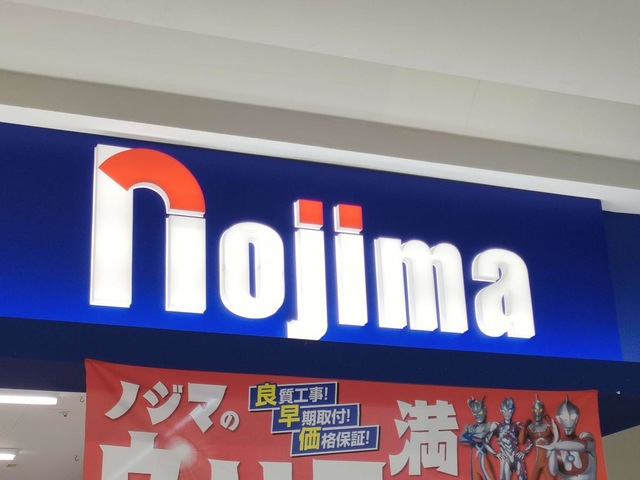 nojima
ノジマの
良質工事!
早期取付!
価格保証!
満